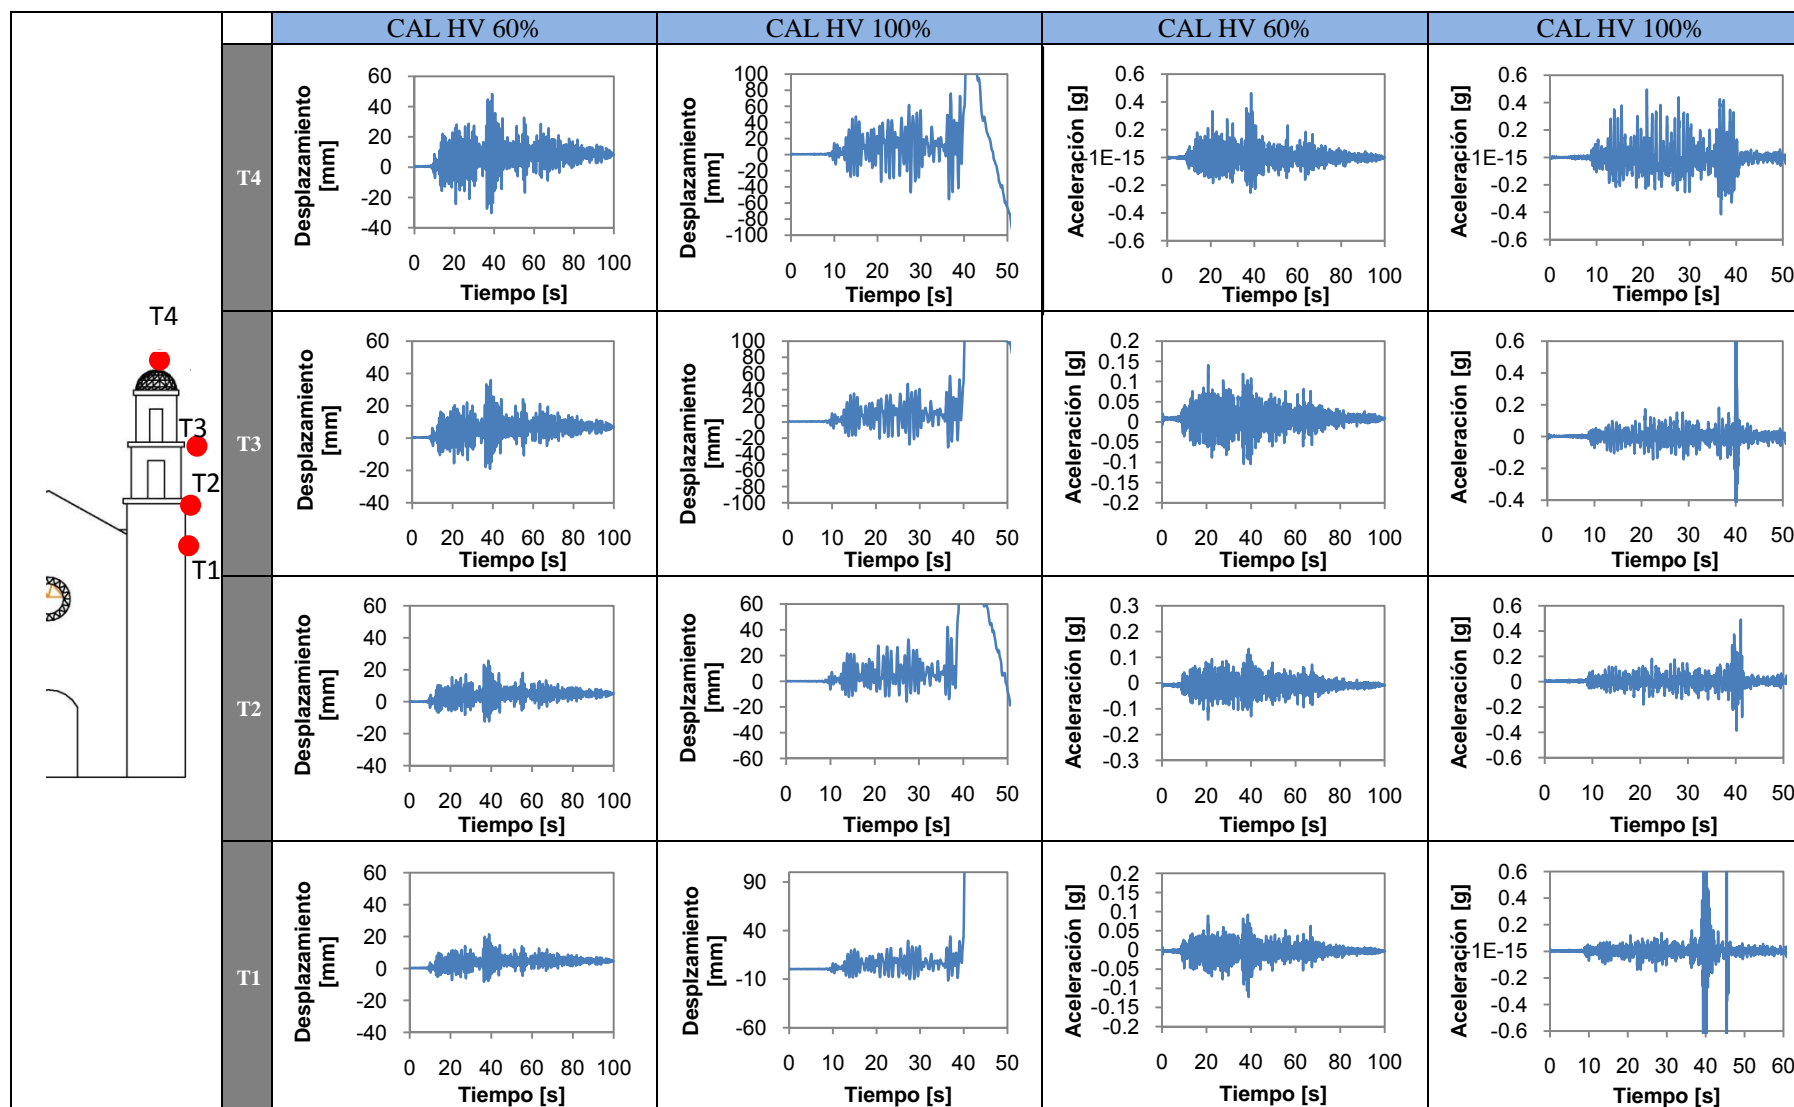 CAL HV 60%
CAL HV 100%
CAL HV 60%
CAL HV 100%
T4
T3
T2
T1
T4
Desplazamiento
[mm]
60
40
20
0
-20
-40
0 20 40 60 80 100
Tiempo [s]
Desplazamiento
[mm]
100
80
60
40
20
0
-20
-40
-60
-80
-100
0 10 20 30 40 50
Tiempo [s]
Aceleración [g]
0.6
0.4
0.2
-1E-15
-0.2
-0.4
-0.6
0 20 40 60 80 100
Tiempo [s]
Aceleración [g]
0.6
0.4
0.2
-1E-15
-0.2
-0.4
-0.6
0 10 20 30 40 50
Tiempo [s]
T3
Desplazamiento
[mm]
60
40
20
0
-20
-40
0 20 40 60 80 100
Tiempo [s]
Desplazamiento
[mm]
100
80
60
40
20
0
-20
-40
-60
-80
-100
0 10 20 30 40 50
Tiempo [s]
Aceleración [g]
0.2
0.15
0.1
0.05
0
-0.05
-0.1
-0.15
-0.2
0 20 40 60 80 100
Tiempo [s]
Aceleración [g]
0.6
0.4
0.2
0
-0.2
-0.4
0 10 20 30 40 50
Tiempo [s]
T2
Desplazamiento
[mm]
60
40
20
0
-20
-40
0 20 40 60 80 100
Tiempo [s]
Desplzamiento
[mm]
60
40
20
0
-20
-40
-60
0 10 20 30 40 50
Tiempo [s]
Aceleración [g]
0.3
0.2
0.1
0
-0.1
-0.2
-0.3
0 20 40 60 80 100
Tiempo [s]
Aceleración [g]
0.6
0.4
0.2
0
-0.2
-0.4
-0.6
0 10 20 30 40 50
Tiempo [s]
T1
Desplazamiento
[mm]
60
40
20
0
-20
-40
0 20 40 60 80 100
Tiempo [s]
Desplzamiento
[mm]
90
40
-10
-60
0 10 20 30 40 50
Tiempo [s]
Aceleración [g]
0.2
0.15
0.1
0.05
0
-0.05
-0.1
-0.15
-0.2
0 20 40 60 80 100
Tiempo [s]
Aceleración [g]
0.6
0.4
0.2
-1E-15
-0.2
-0.4
-0.6
0 10 20 30 40 50 60
Tiempo [s]